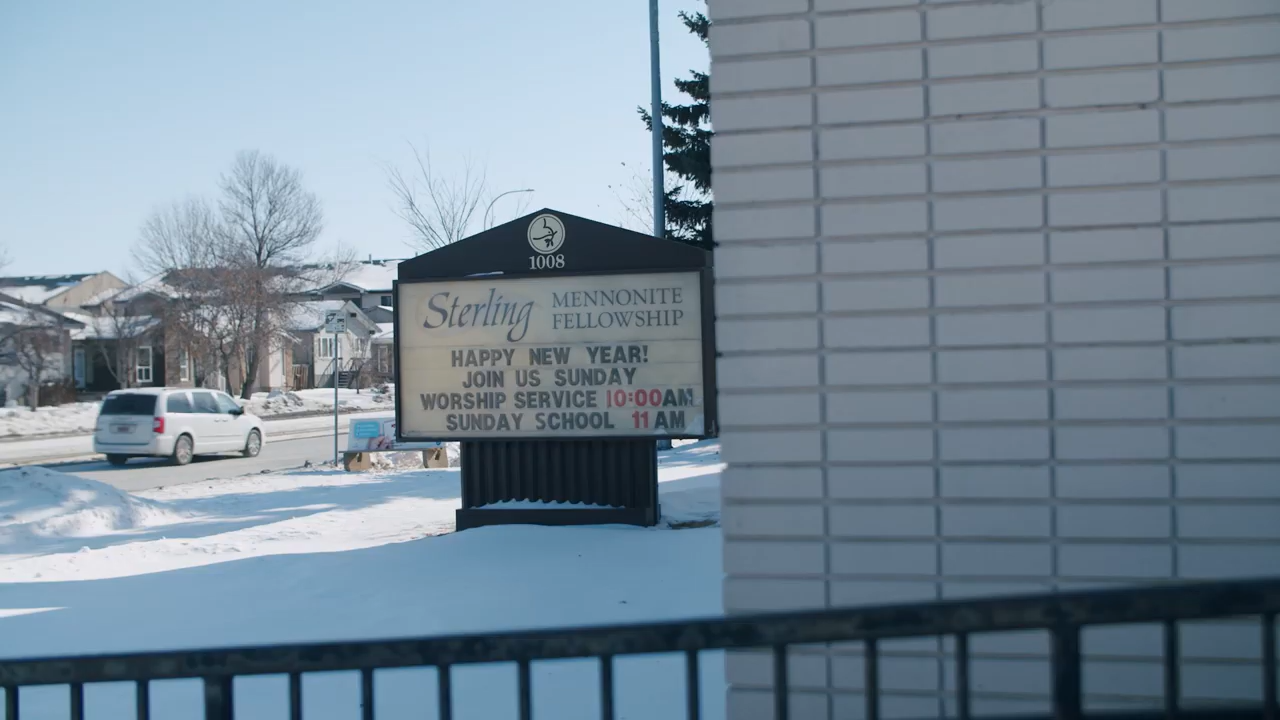 1008
Sterling MENNONITE
FELLOWSHIP
HAPPY NEW YEAR!
JOIN US SUNDAY
WORSHIP SERVICE 10:00AM
SUNDAY SCHOOL 11 AM